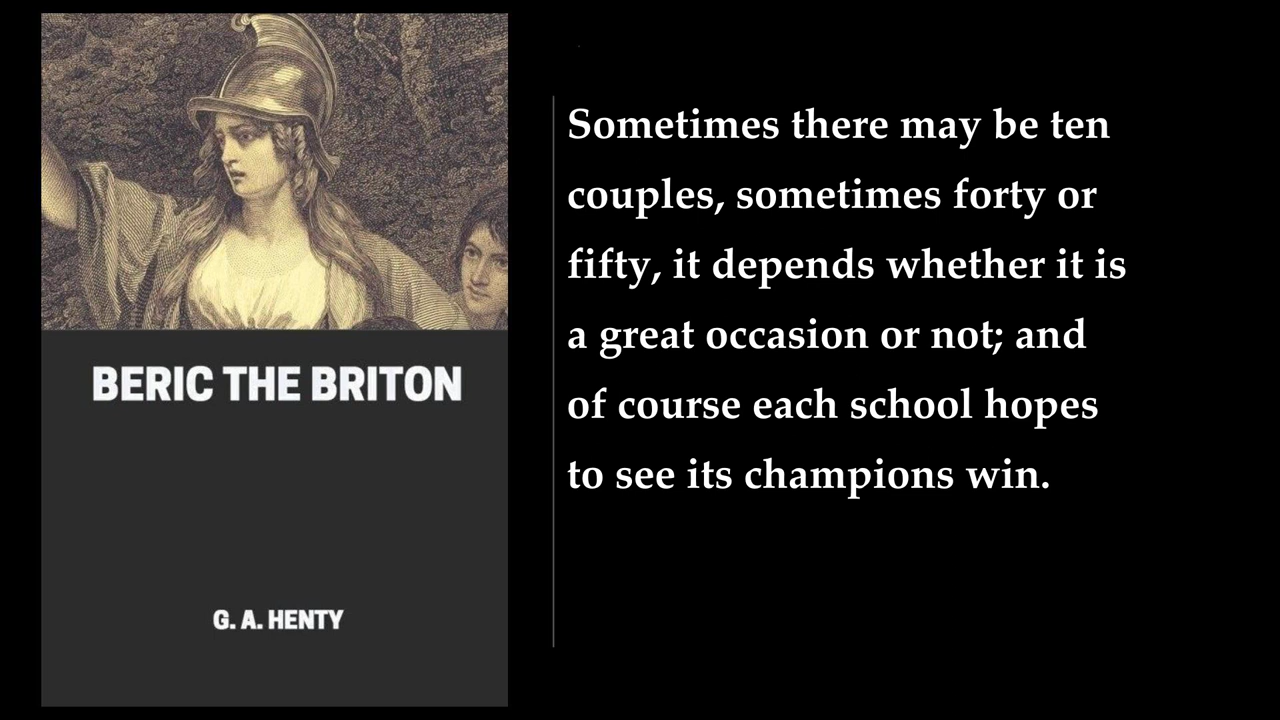 BERIC THE BRITON
G. A. HENTY
Sometimes there may be ten
couples, sometimes forty or
fifty, it depends whether it is
a great occasion or not; and
of course each school hopes
to see its champions win.